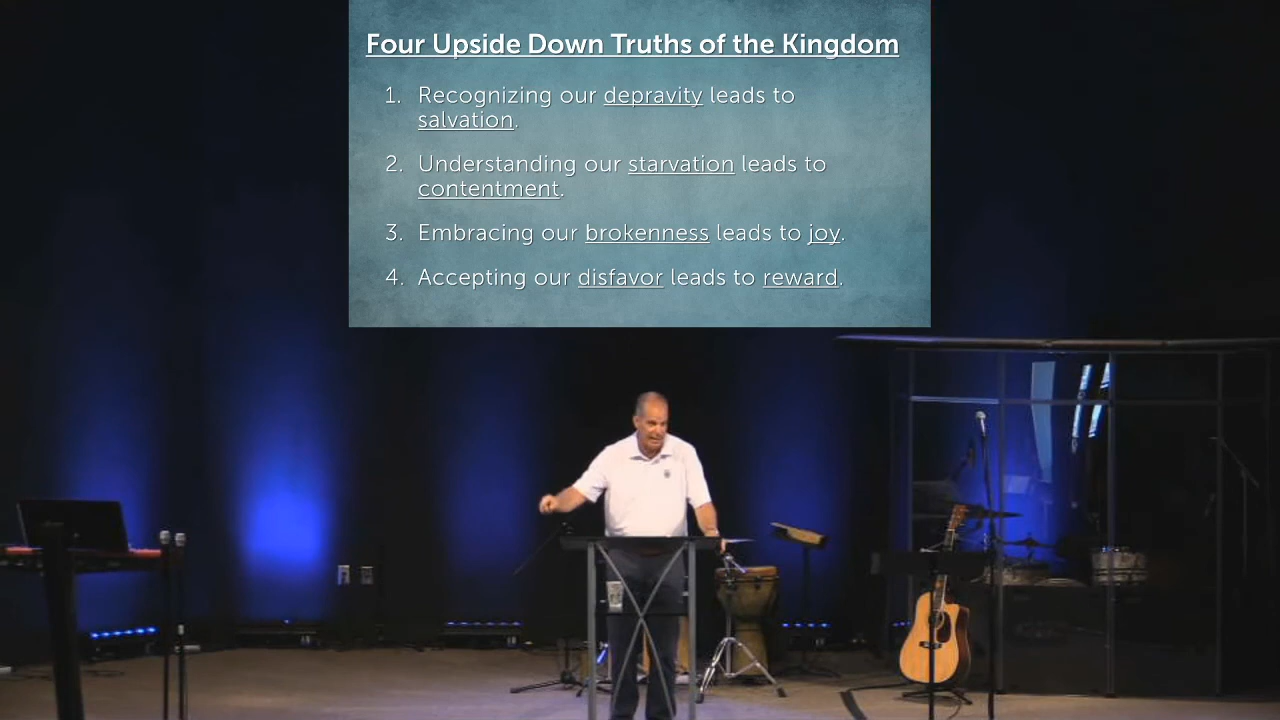 Four Upside Down Truths of the Kingdom
1. Recognizing our depravity leads to
salvation.
2. Understanding our starvation leads to
contentment.
3. Embracing our brokenness leads to joy.
4. Accepting our disfavor leads to reward.